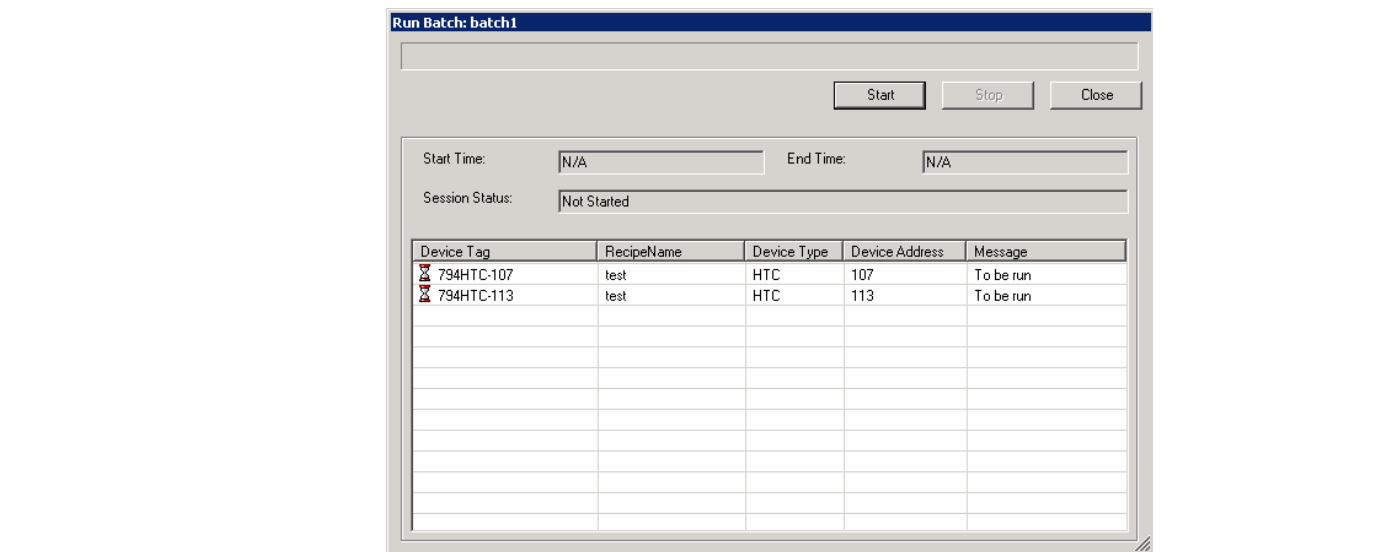 Run Batch: batch1
Start Stop Close
Start Time: N/A End Time: N/A
Session Status: Not Started
Device Tag RecipeName Device Type Device Address Message
794HTC-107 test HTC 107 To be run
794HTC-113 test HTC 113 To be run